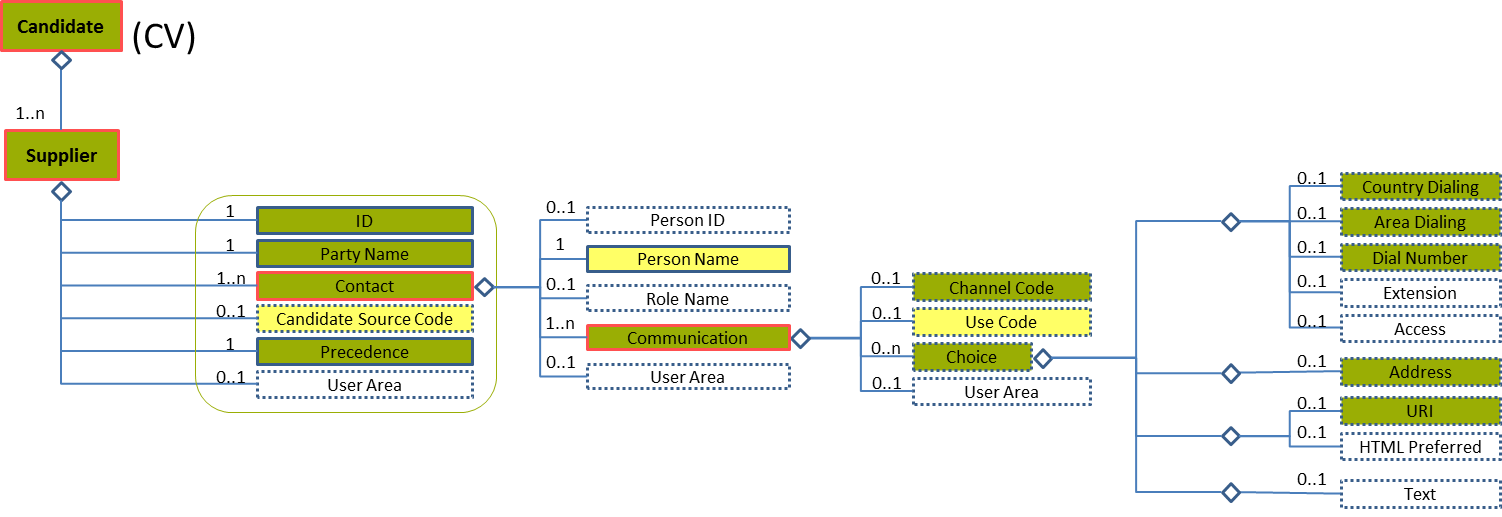 Candidate
(CV)
1..n
Supplier
1
ID
1
Party Name
1..n
Contact
0..1
Candidate Source Code
1
Precedence
0..1
User Area
0..1
Person ID
1
Person Name
0..1
Role Name
1..n
Communication
0..1
User Area
0..1
Channel Code
0..1
Use Code
0..n
Choice
0..1
User Area
0..1
Country Dialing
0..1
Area Dialing
0..1
Dial Number
0..1
Extension
0..1
Access
0..1
Address
0..1
URI
0..1
HTML Preferred
0..1
Text